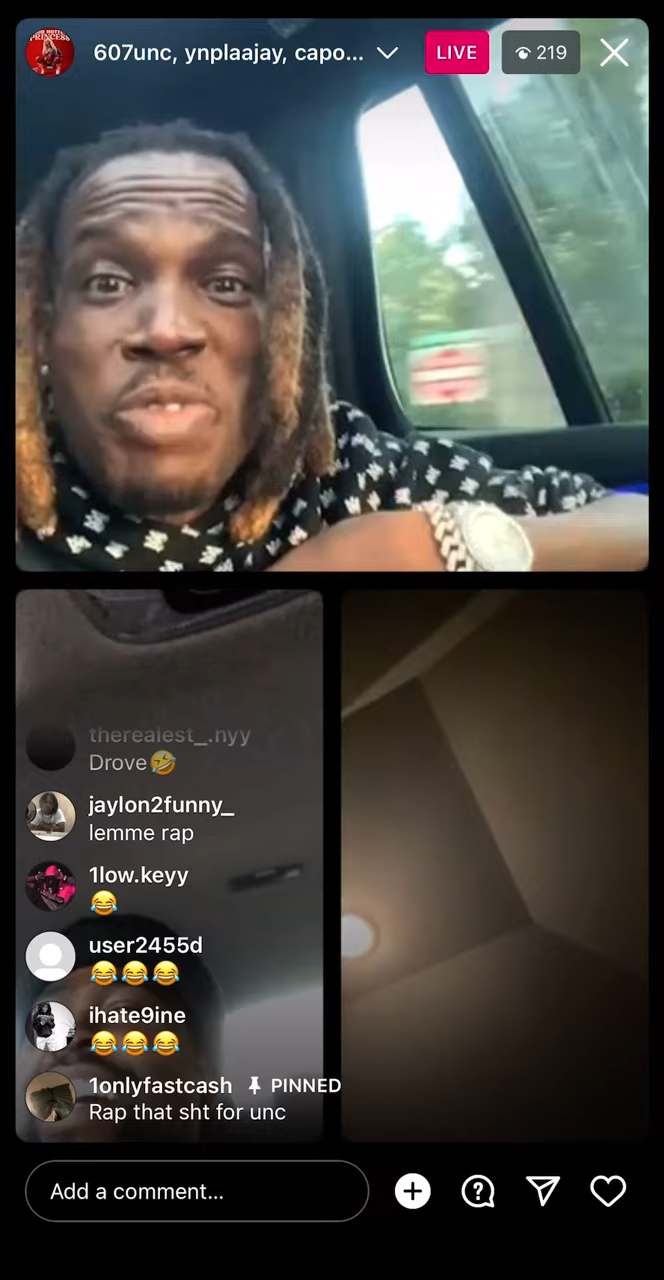 607unc, ynplaajay, capo...
LIVE
219
therealest_.nyy
Drove🤣
jaylon2funny_
lemme rap
1low.keyy
😂
user2455d
😂😂😂
ihate9ine
😂😂😂
1onlyfastcash PINNED
Rap that sht for unc
Add a comment...